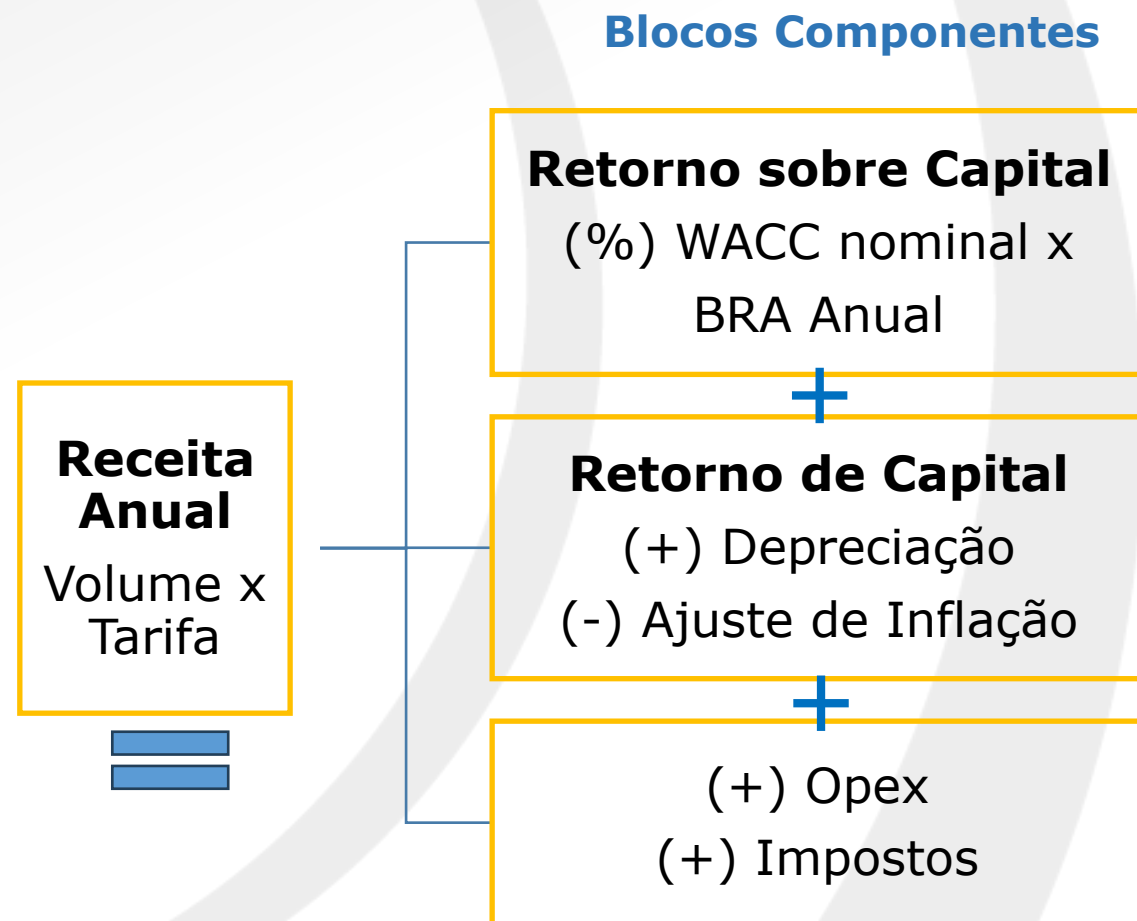 Blocos Componentes
Retorno sobre Capital
(%) WACC nominal x
BRA Anual
+
Receita
Anual
Volume x
Tarifa
Retorno de Capital
(+) Depreciação
(-) Ajuste de Inflação
+
(+) Opex
(+) Impostos